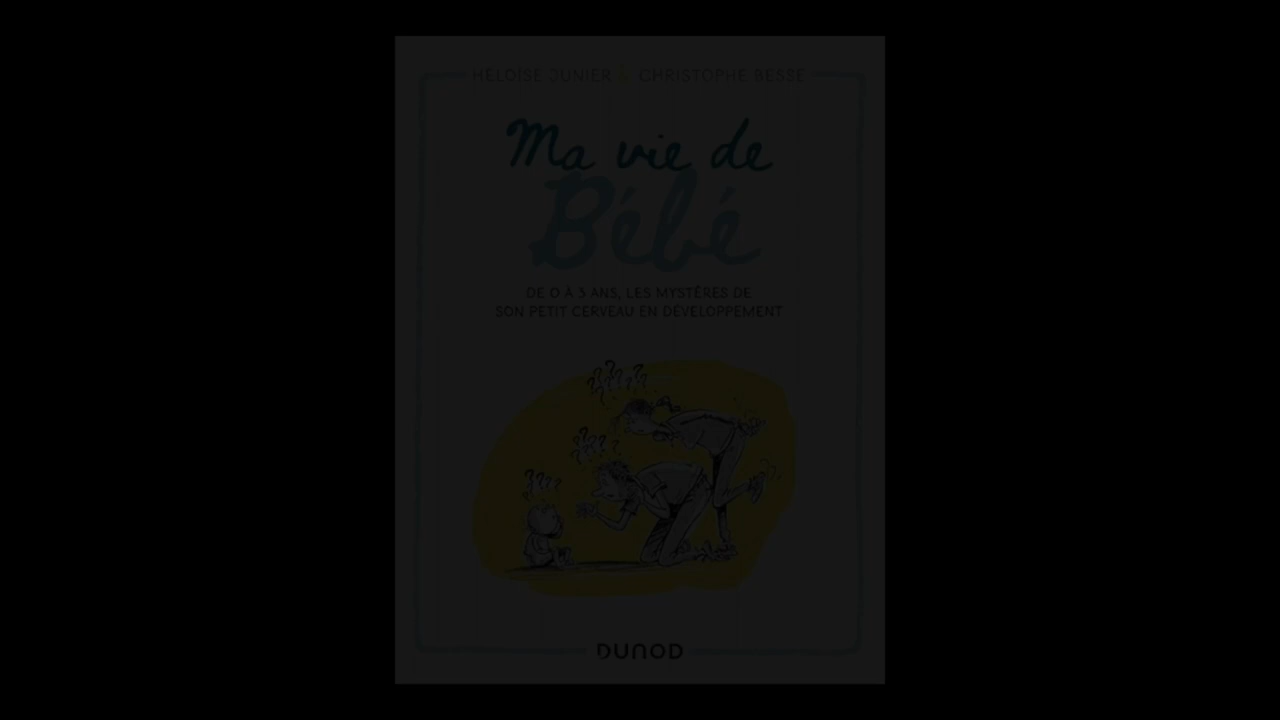 HÉLOÏSE JUNIER & CHRISTOPHE BESSE
Ma vie de
Bébé
DE 0 À 3 ANS, LES MYSTÈRES DE
SON PETIT CERVEAU EN DÉVELOPPEMENT
DUNOD